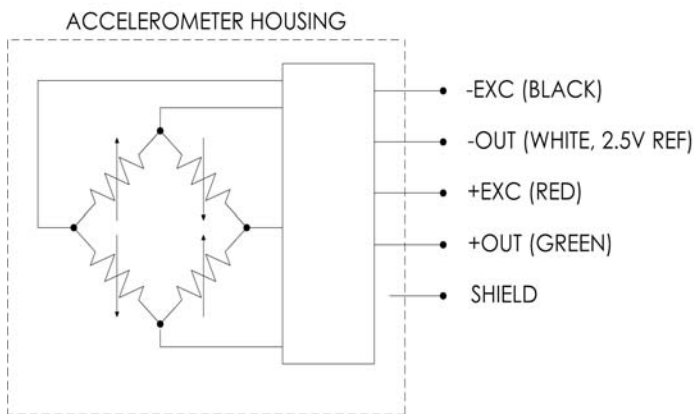 ACCELEROMETER HOUSING
-EXC (BLACK)
-OUT (WHITE, 2.5V REF)
+EXC (RED)
+OUT (GREEN)
SHIELD